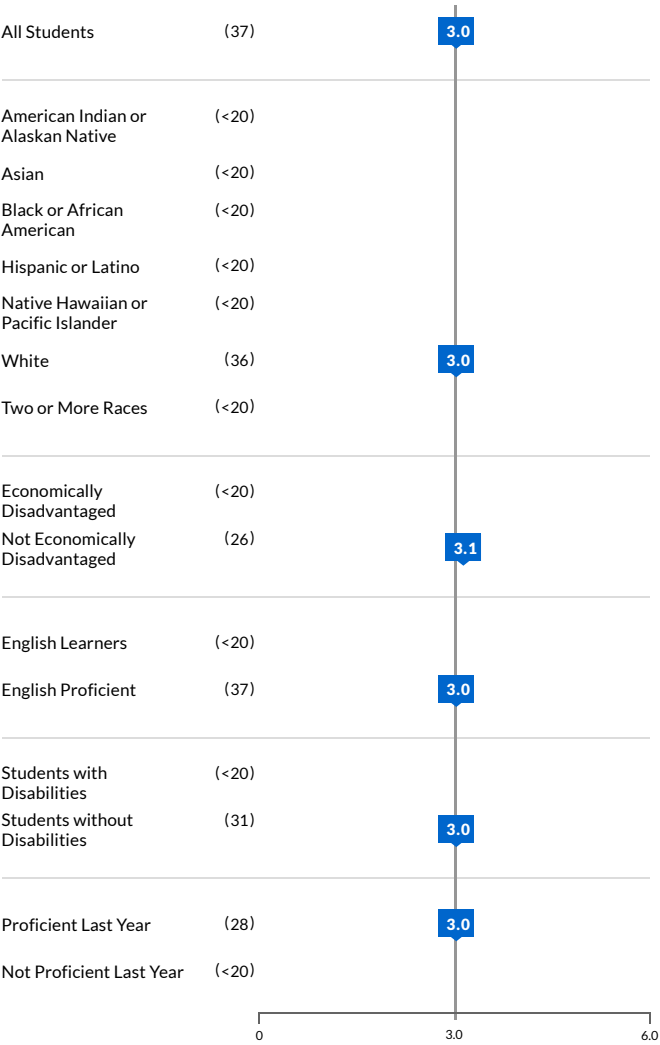 All Students (37) 3.0
American Indian or
Alaskan Native (<20)
Asian (<20)
Black or African
American (<20)
Hispanic or Latino (<20)
Native Hawaiian or
Pacific Islander (<20)
White (36) 3.0
Two or More Races (<20)
Economically
Disadvantaged (<20)
Not Economically
Disadvantaged (26) 3.1
English Learners (<20)
English Proficient (37) 3.0
Students with
Disabilities (<20)
Students without
Disabilities (31) 3.0
Proficient Last Year (28) 3.0
Not Proficient Last Year (<20)
0 3.0 6.0